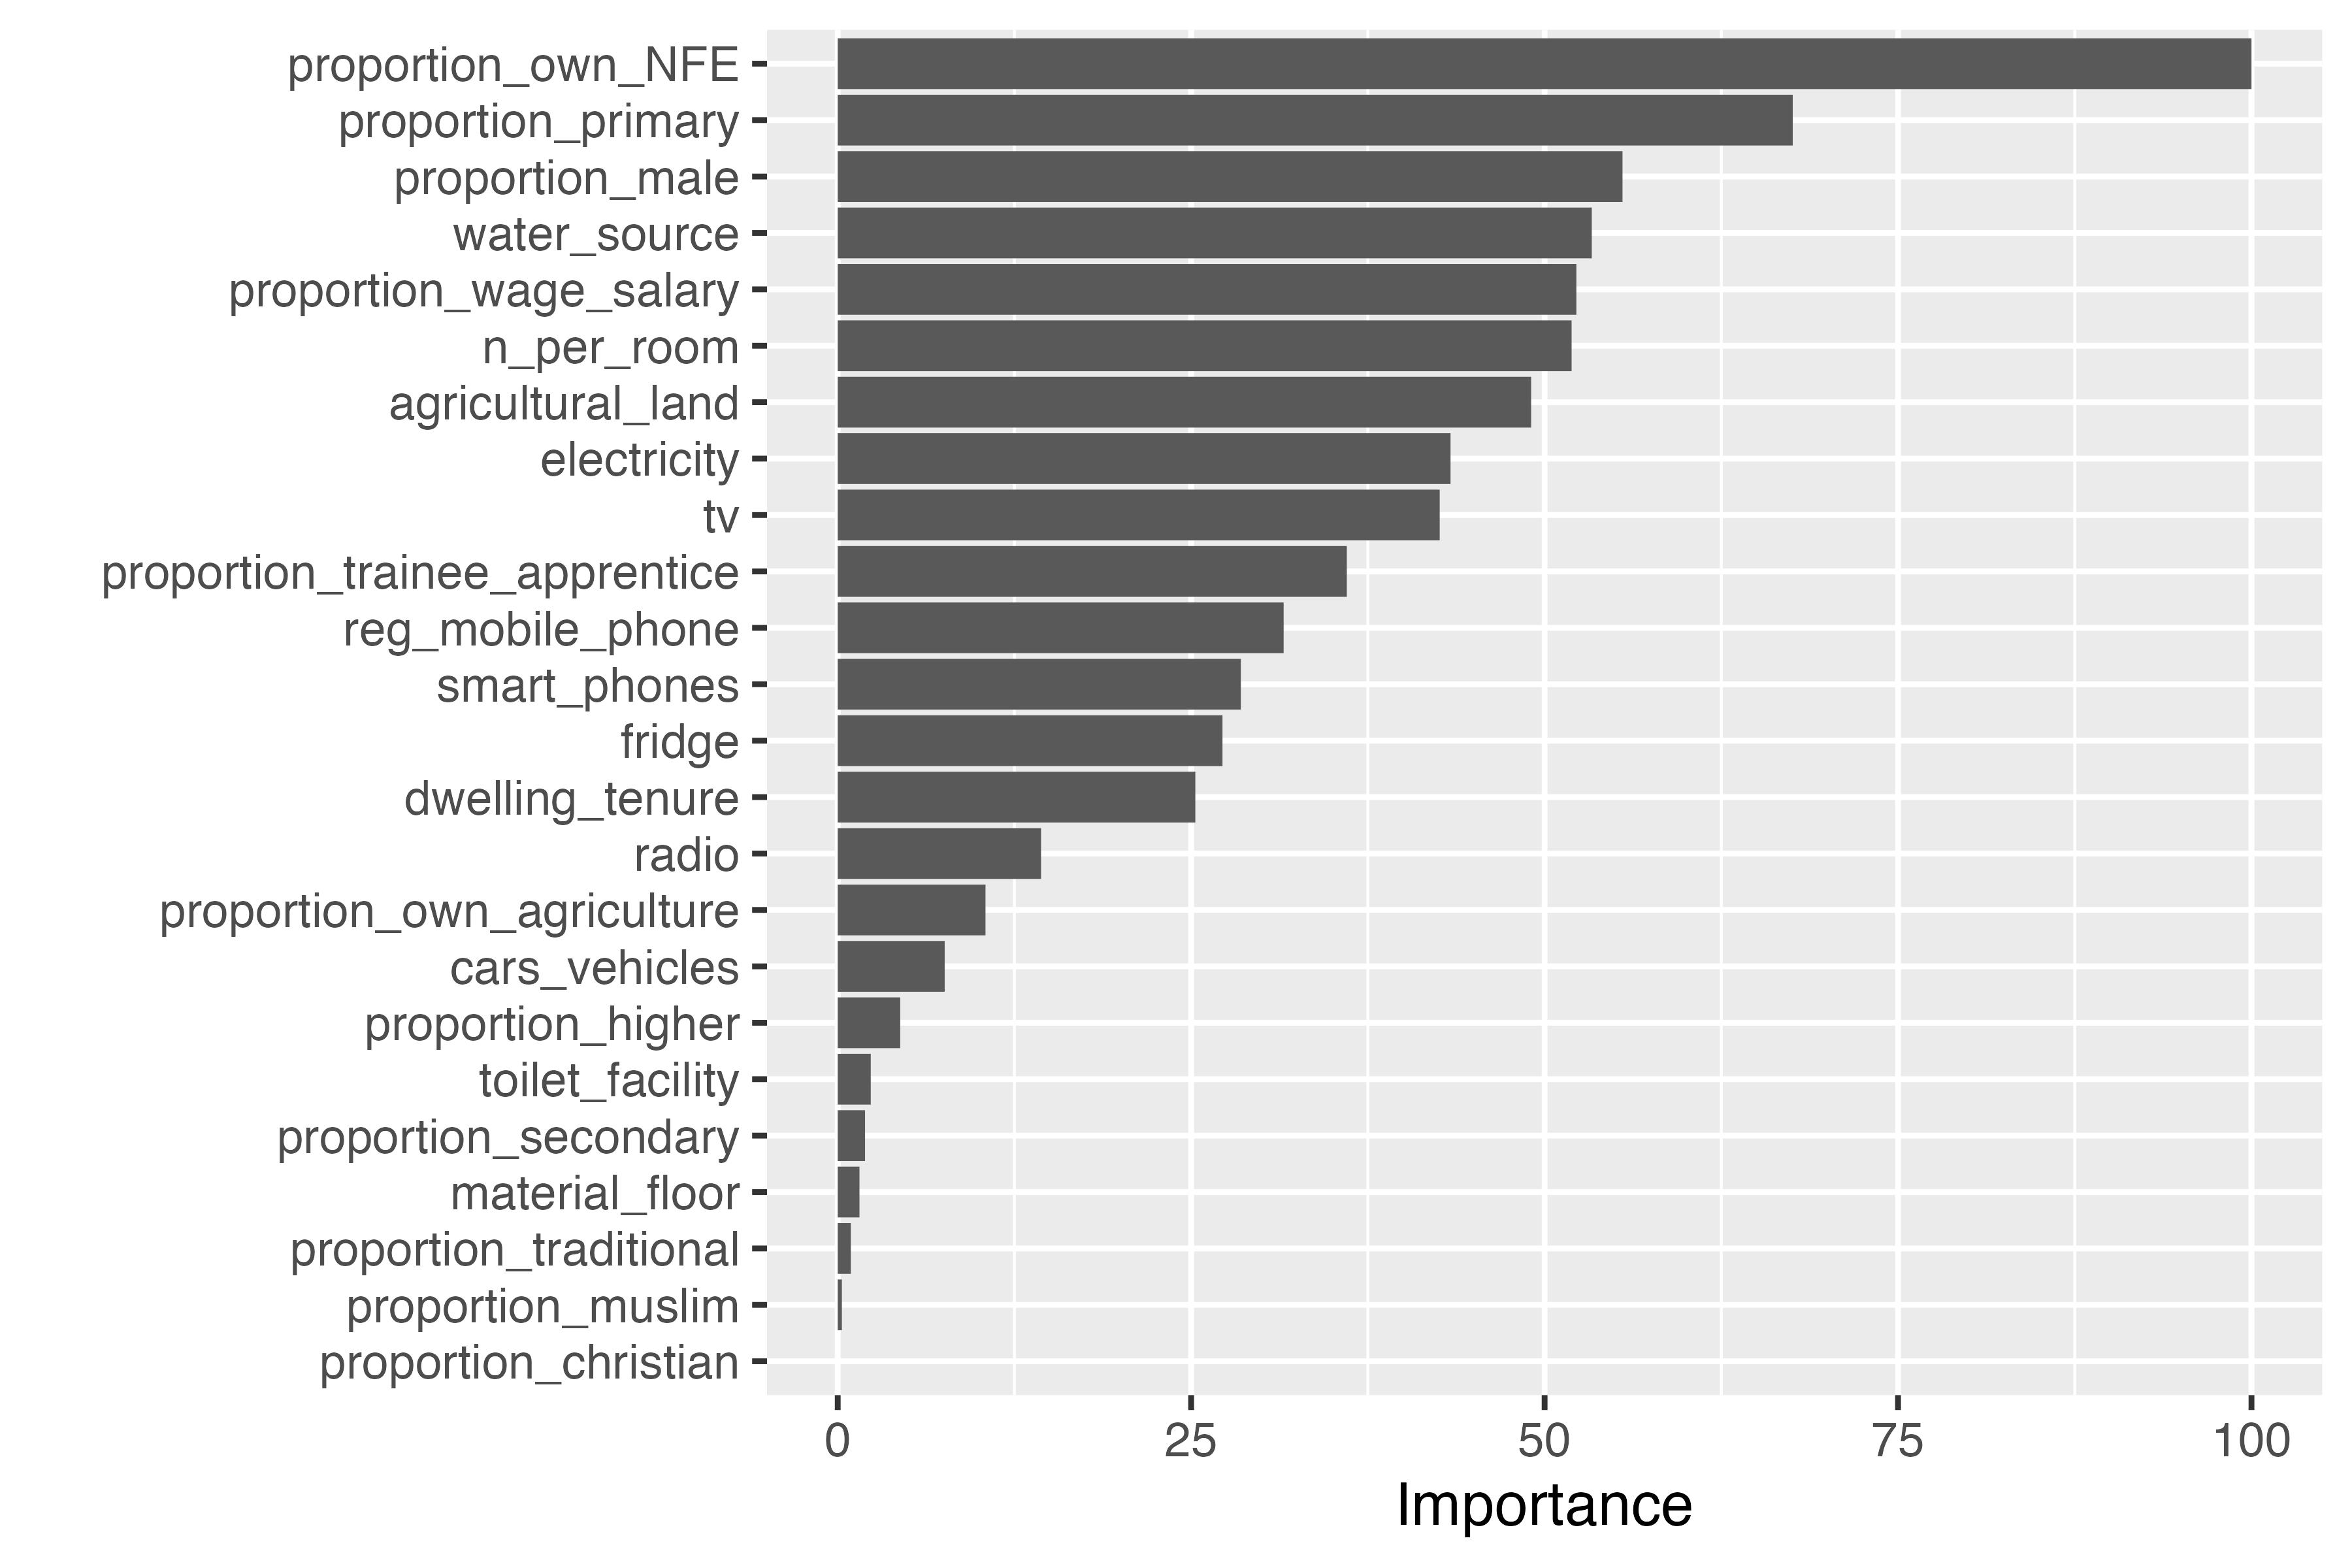 proportion_own_NFE
proportion_primary
proportion_male
water_source
proportion_wage_salary
n_per_room
agricultural_land
electricity
tv
proportion_trainee_apprentice
reg_mobile_phone
smart_phones
fridge
dwelling_tenure
radio
proportion_own_agriculture
cars_vehicles
proportion_higher
toilet_facility
proportion_secondary
material_floor
proportion_traditional
proportion_muslim
proportion_christian
0 25 50 75 100
Importance